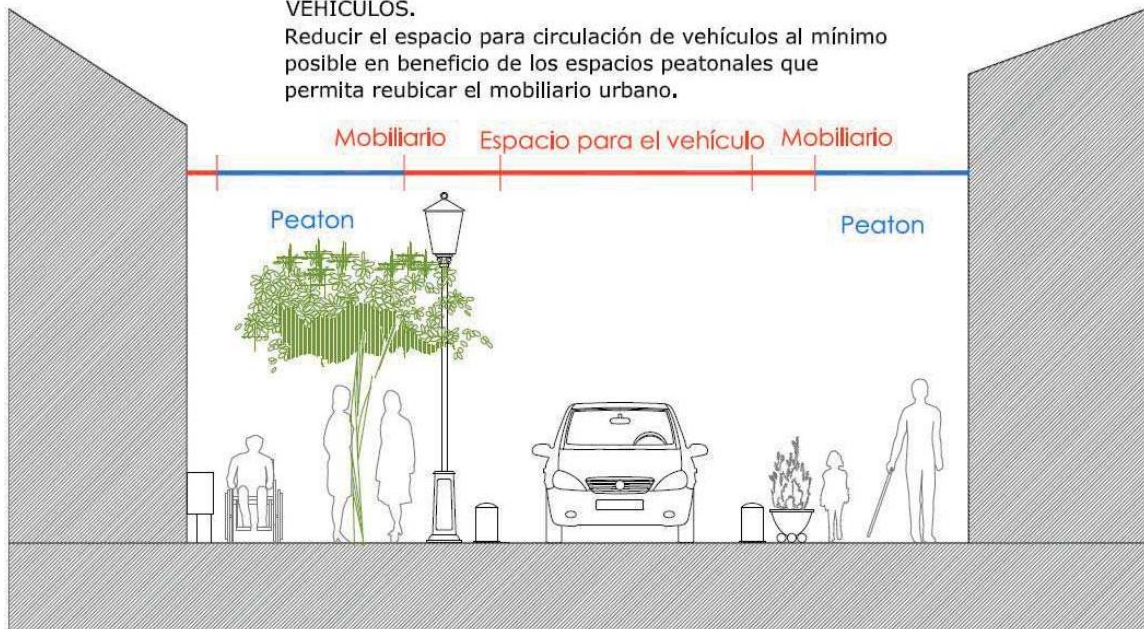 VEHÍCULOS.
Reducir el espacio para circulación de vehículos al mínimo
posible en beneficio de los espacios peatonales que
permita reubicar el mobiliario urbano.
Mobiliario Espacio para el vehículo Mobiliario
Peaton Peaton